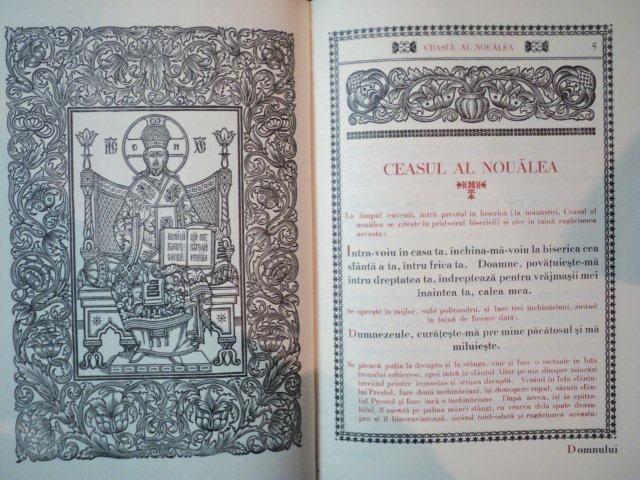 IC XC
CEASUL AL NOUĂLEA 5
CEASUL AL NOUĂLEA
La timpul cuvenit, intră preotul în biserică [la mănăstiri, Ceasul al
nouălea se citește în pridvorul bisericii] și zice în taină rugăciunea
aceasta:
Intra-voiu în casa ta, închina-mă-voiu la biserica cea
sfântă a ta, întru frica ta. Doamne, povățuiește-mă
întru dreptatea ta, îndreptează pentru vrăjmașii mei
înaintea ta, calea mea.
Se oprește în mijloc, subt policandru, și face trei închinăciuni, zicând
în taină de fiecare dată:
Dumnezeule, curățește-mă pre mine păcătosul și mă
miluiește.
Se pleacă puțin la dreapta și la stânga, vine și face o metanie în fața
tronului arhieresc, apoi intră în sfântul Altar pe ușa dinspre miazăzi
trecând printre iconostas și strana dreaptă. Venind în fața sfântu-
lui Prestol, face două închinăciuni, își descopere capul, sărută sfân-
tul Prestol și face încă o închinăciune. După aceea, își ia epitra-
hilul, îl așează pe palma mânei stângi, cu crucea dela spate deasu-
pra și îl binecuvintează, zicând totdeodată și rugăciunea aceasta:
Domnului